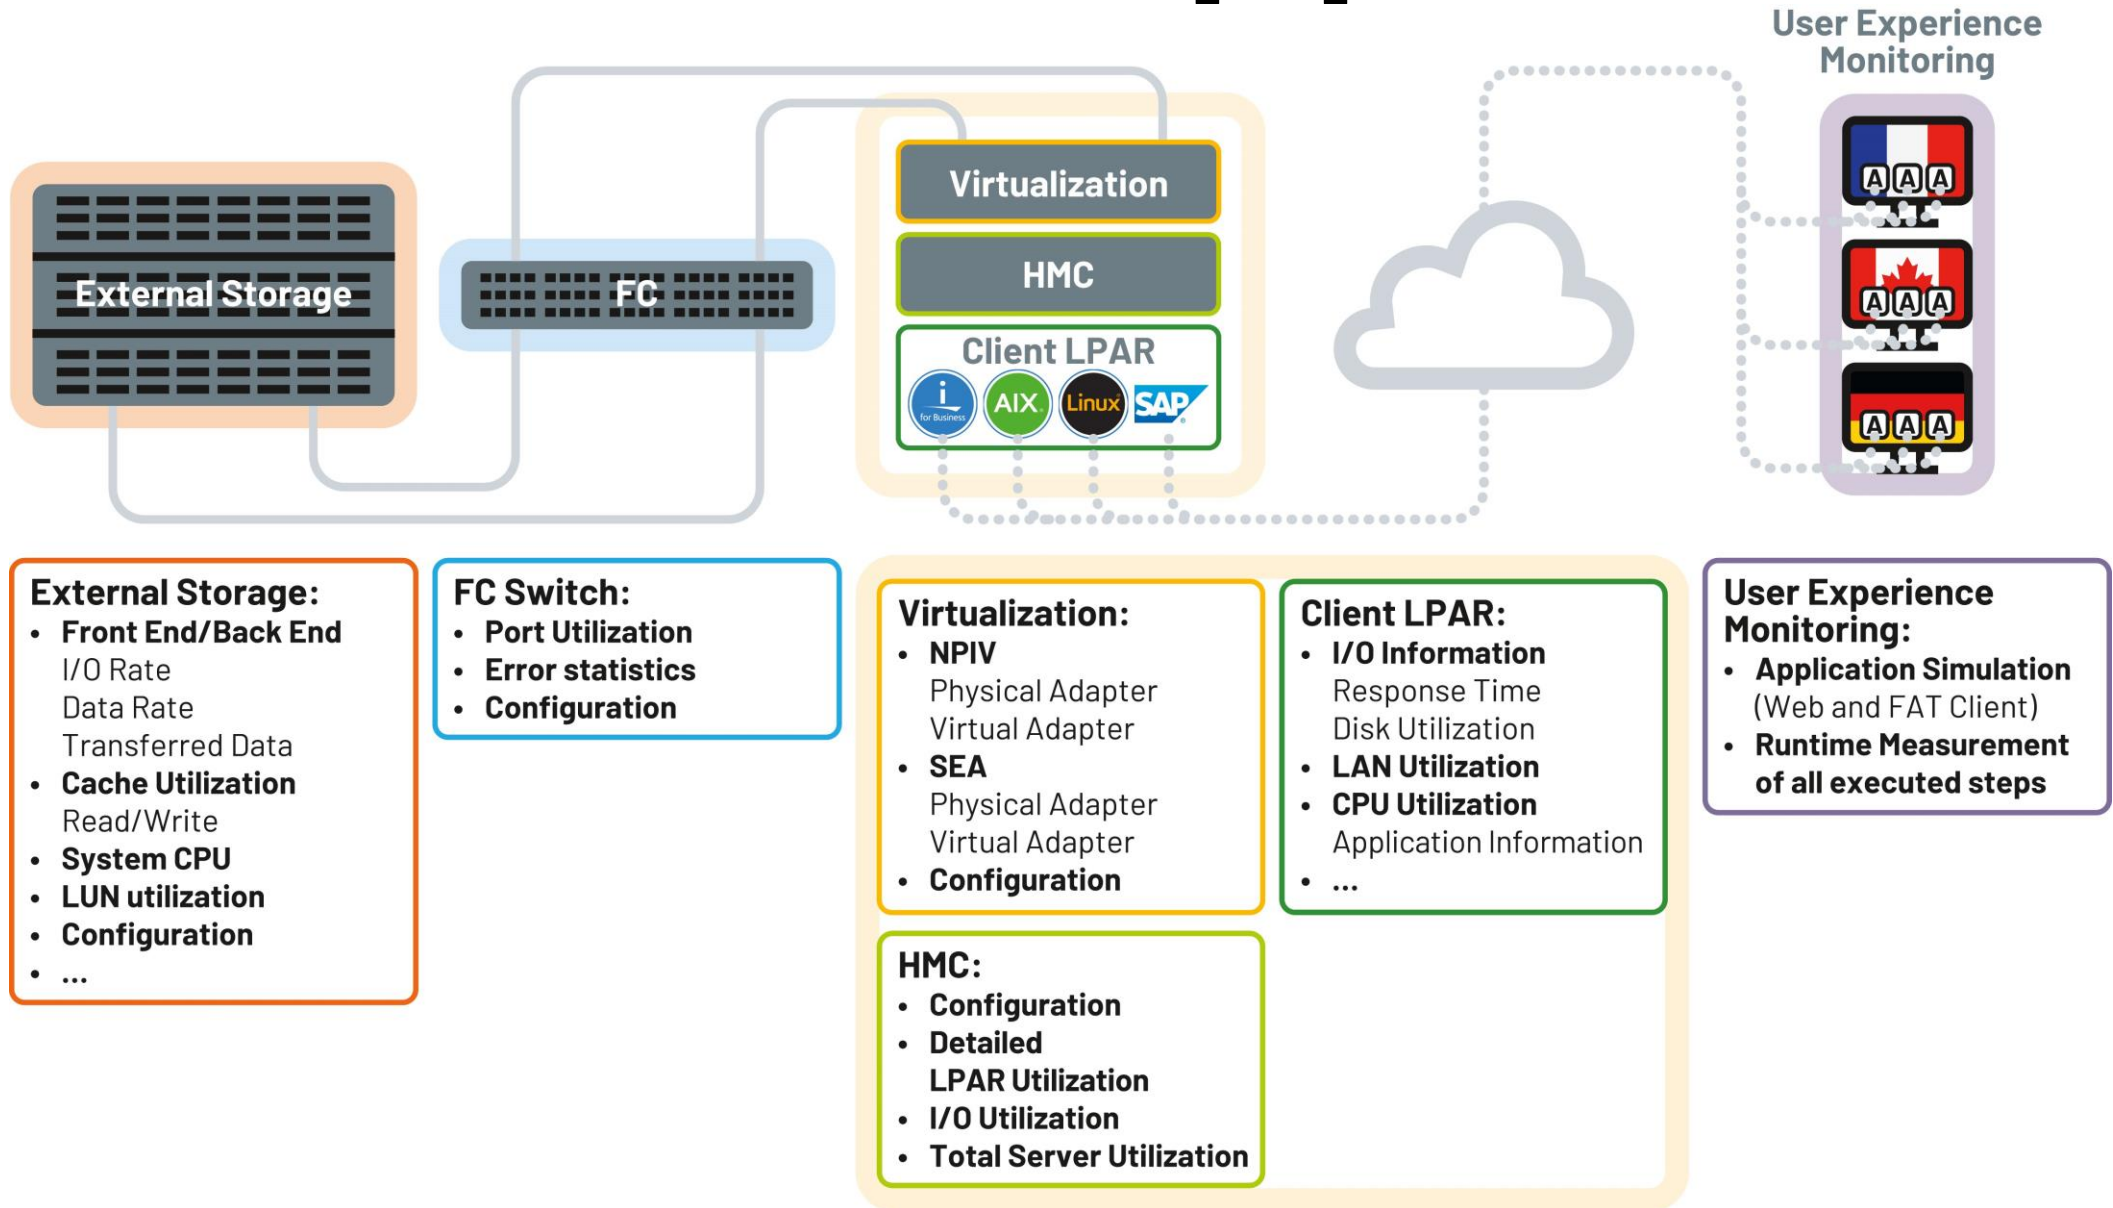 User Experience
Monitoring
Virtualization
HMC
Client LPAR
i
for Business
AIX
Linux
SAP
External Storage
FC
A A A
A A A
A A A
External Storage:
• Front End/Back End
I/O Rate
Data Rate
Transferred Data
• Cache Utilization
Read/Write
• System CPU
• LUN utilization
• Configuration
• ...
FC Switch:
• Port Utilization
• Error statistics
• Configuration
Virtualization:
• NPIV
Physical Adapter
Virtual Adapter
• SEA
Physical Adapter
Virtual Adapter
• Configuration
HMC:
• Configuration
• Detailed
LPAR Utilization
• I/O Utilization
• Total Server Utilization
Client LPAR:
• I/O Information
Response Time
Disk Utilization
• LAN Utilization
• CPU Utilization
Application Information
• ...
User Experience
Monitoring:
• Application Simulation
(Web and FAT Client)
• Runtime Measurement
of all executed steps